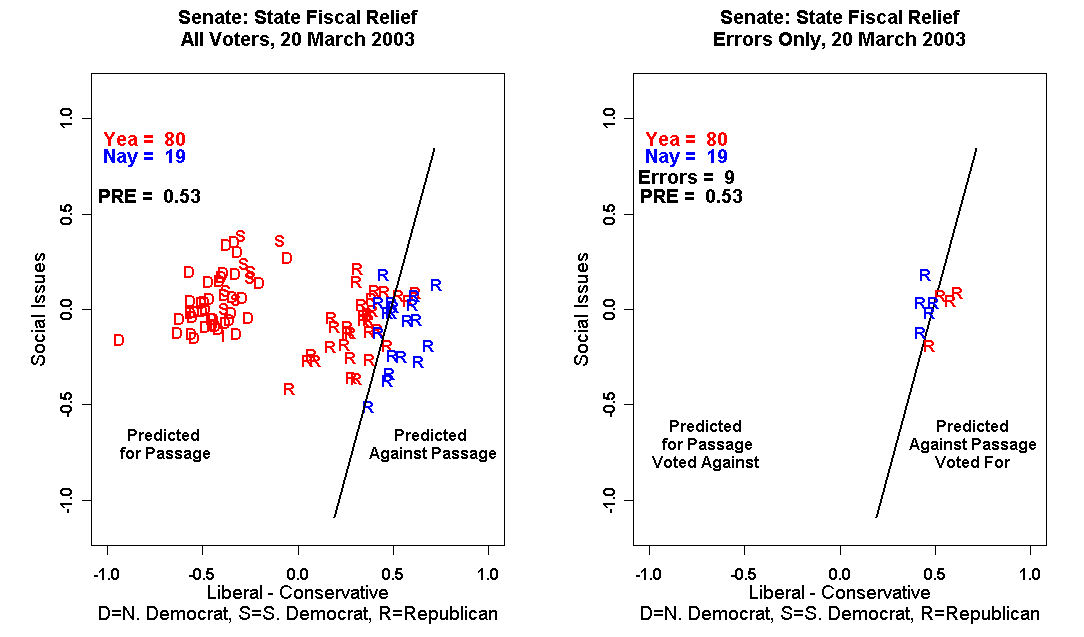 Senate: State Fiscal Relief
All Voters, 20 March 2003
Yea = 80
Nay = 19
PRE = 0.53
Predicted
for Passage
Predicted
Against Passage
Social Issues
1.0
0.5
0.0
-0.5
-1.0
-1.0
-0.5
0.0
0.5
1.0
Liberal - Conservative
D=N. Democrat, S=S. Democrat, R=Republican
Senate: State Fiscal Relief
Errors Only, 20 March 2003
Yea = 80
Nay = 19
Errors = 9
PRE = 0.53
Predicted
for Passage
Voted Against
Predicted
Against Passage
Voted For
Social Issues
1.0
0.5
0.0
-0.5
-1.0
-1.0
-0.5
0.0
0.5
1.0
Liberal - Conservative
D=N. Democrat, S=S. Democrat, R=Republican